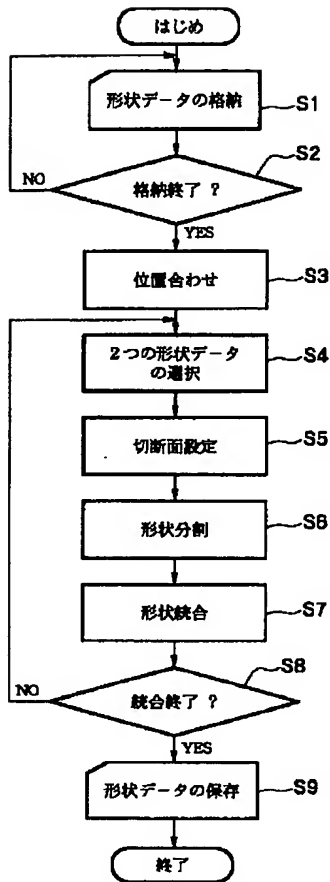 はじめ
形状データの格納
S1
S2
格納終了 ?
NO
YES
位置合わせ
S3
2つの形状データ
の選択
S4
切断面設定
S5
形状分割
S6
形状統合
S7
S8
統合終了 ?
NO
YES
形状データの保存
S9
終了